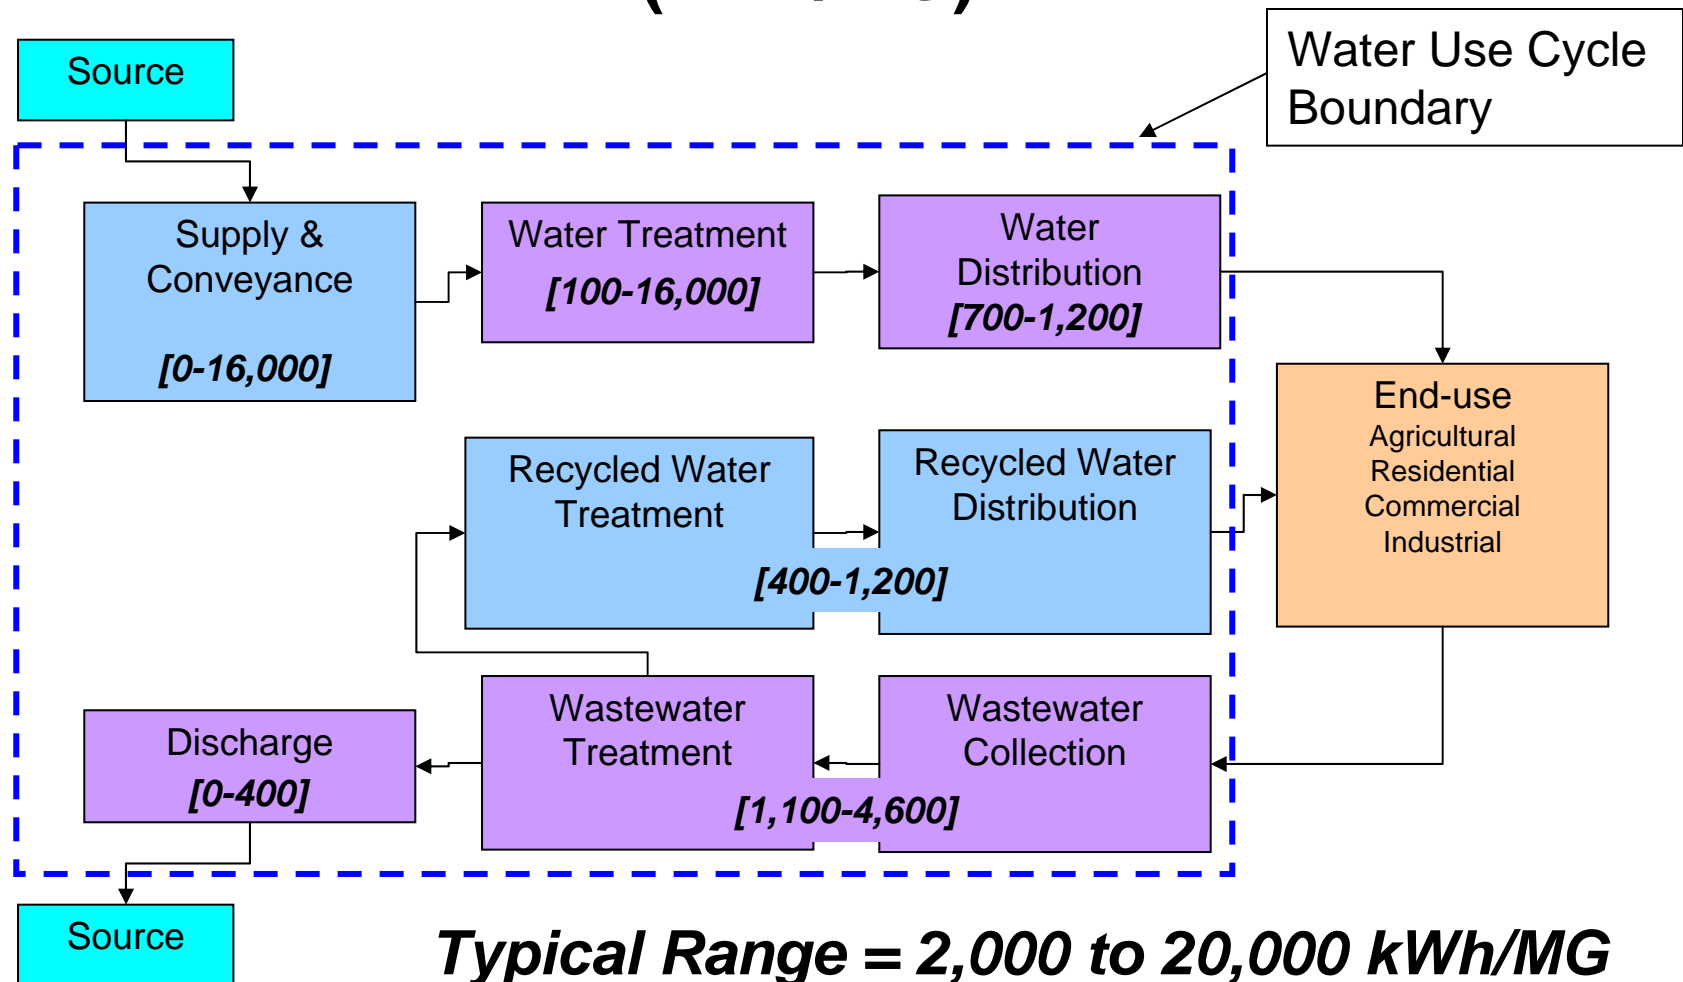 Source
Water Use Cycle
Boundary
Supply &
Conveyance
[0-16,000]
Water Treatment
[100-16,000]
Water
Distribution
[700-1,200]
End-use
Agricultural
Residential
Commercial
Industrial
Recycled Water
Treatment
Recycled Water
Distribution
[400-1,200]
Wastewater
Treatment
Wastewater
Collection
[1,100-4,600]
Discharge
[0-400]
Source
Typical Range = 2,000 to 20,000 kWh/MG